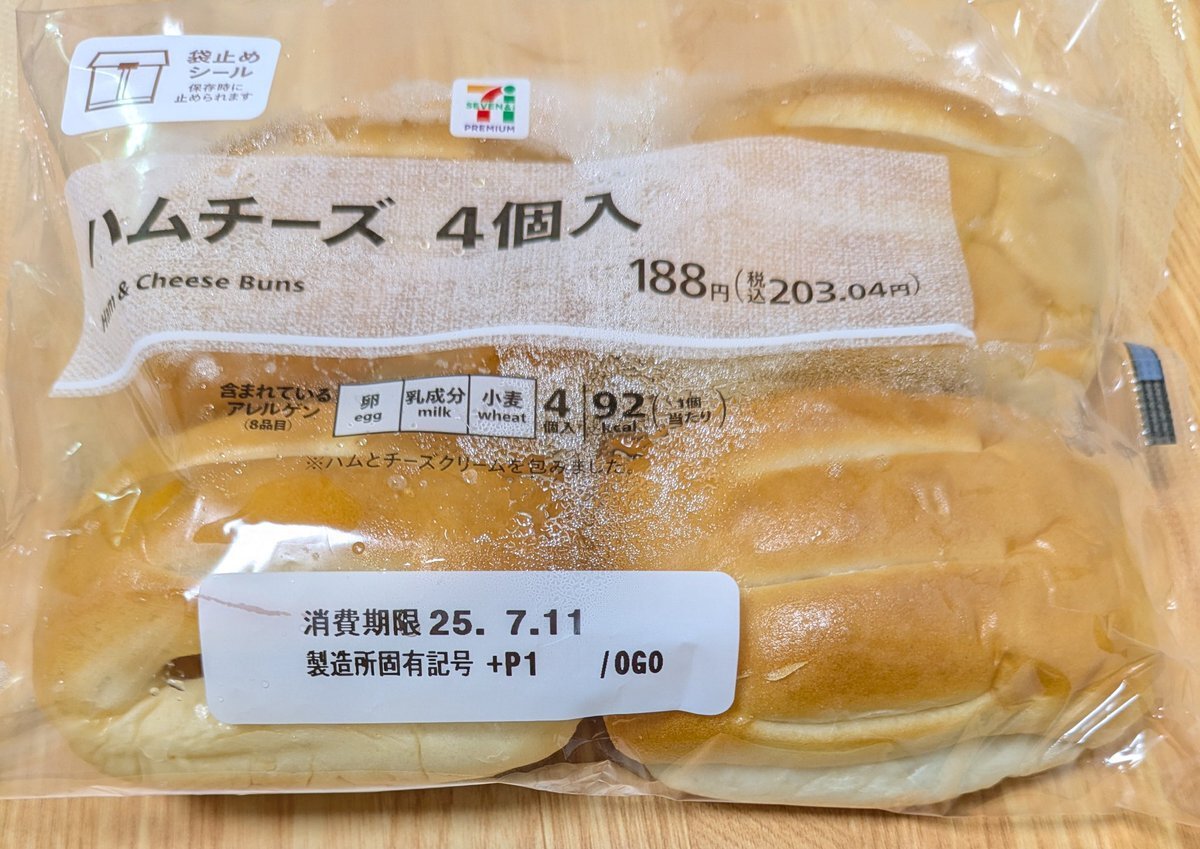 袋止め
シール
保存時に
止められます
SEVEN&i
PREMIUM
ハムチーズ 4個入
Ham & Cheese Buns
188円(税込203.04円)
含まれている
アレルゲン
(8品目)
卵
egg
乳成分
milk
小麦
wheat
4
個入
92
kcal
(1個
当たり)
※ハムとチーズクリームを包みました。
消費期限 25. 7.11
製造所固有記号 +P1 /OGO